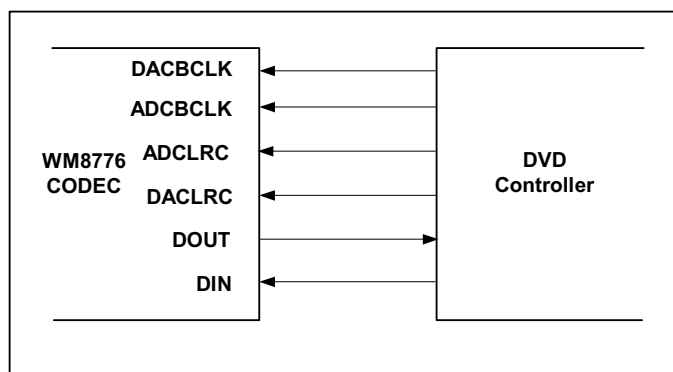 DACBCLK
ADCBCLK
ADCLRC
DACLRC
DOUT
DIN
WM8776
CODEC
DVD
Controller